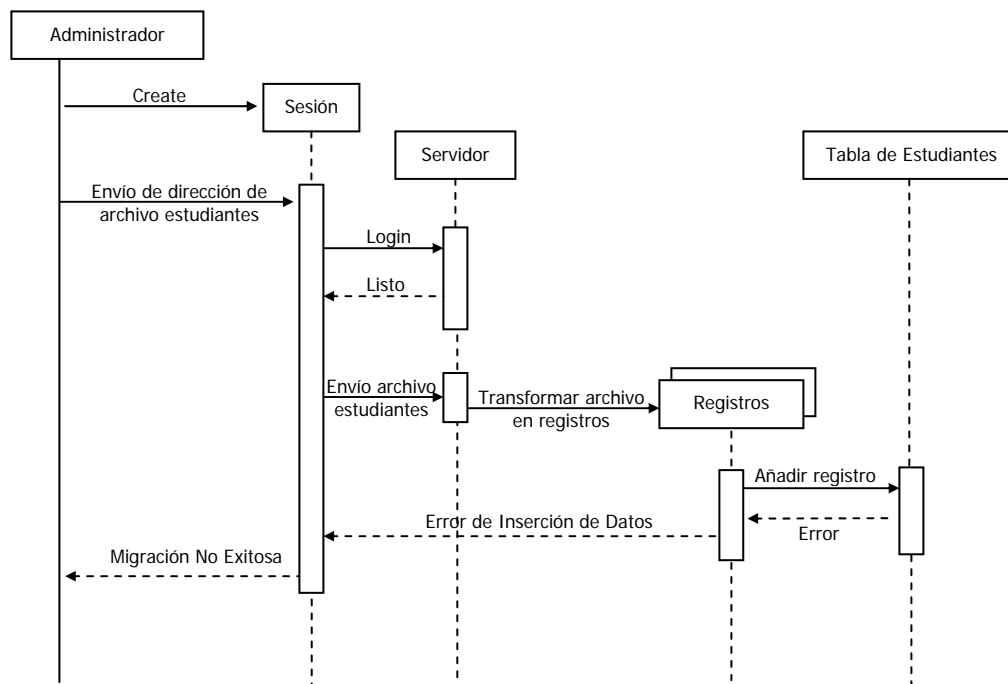 Administrador
Create
Sesión
Servidor
Tabla de Estudiantes
Envío de dirección de
archivo estudiantes
Login
Listo
Envío archivo
estudiantes
Transformar archivo
en registros
Registros
Añadir registro
Error
Error de Inserción de Datos
Migración No Exitosa